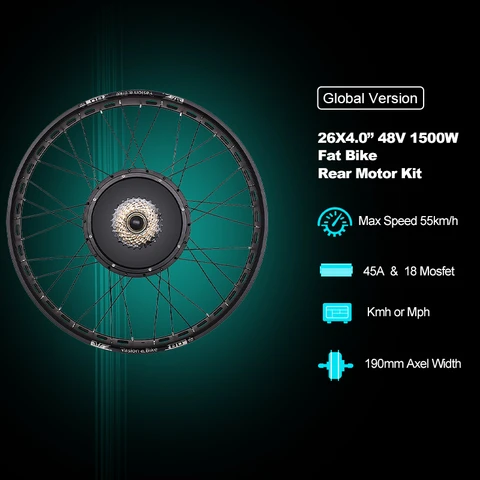 Global Version
26X4.0” 48V 1500W
Fat Bike
Rear Motor Kit
Max Speed 55km/h
45A & 18 Mosfet
Kmh or Mph
190mm Axel Width